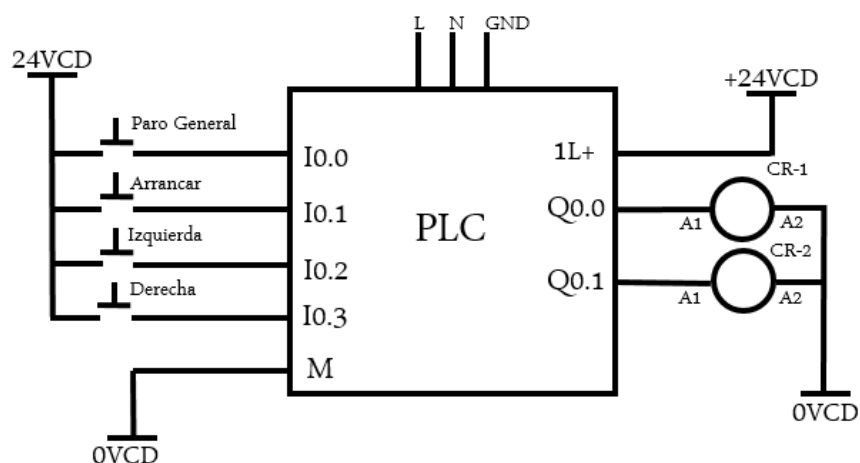 L N GND
24VCD
+24VCD
Paro General
I0.0
1L+
CR-1
Arrancar
I0.1
PLC
Q0.0
A1 A2
Izquierda
I0.2
CR-2
Derecha
I0.3
Q0.1
A1 A2
M
0VCD
0VCD